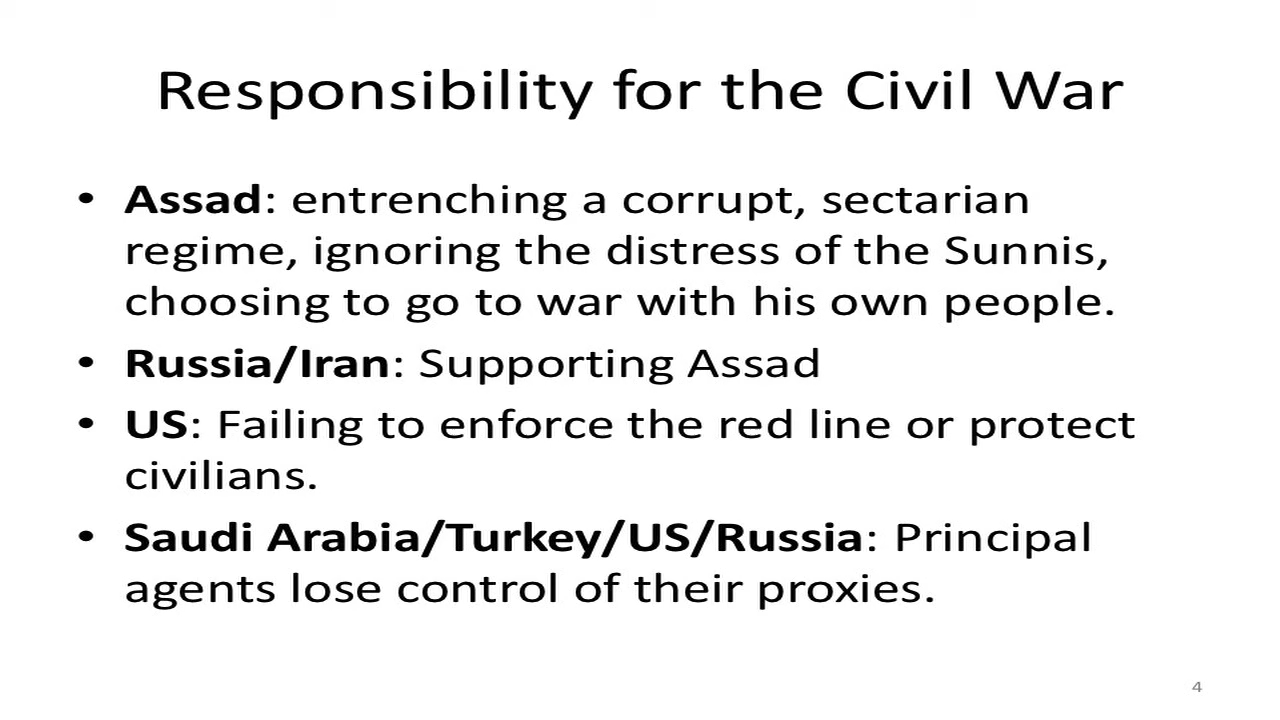 Responsibility for the Civil War
• Assad: entrenching a corrupt, sectarian
regime, ignoring the distress of the Sunnis,
choosing to go to war with his own people.
• Russia/Iran: Supporting Assad
• US: Failing to enforce the red line or protect
civilians.
• Saudi Arabia/Turkey/US/Russia: Principal
agents lose control of their proxies.
4